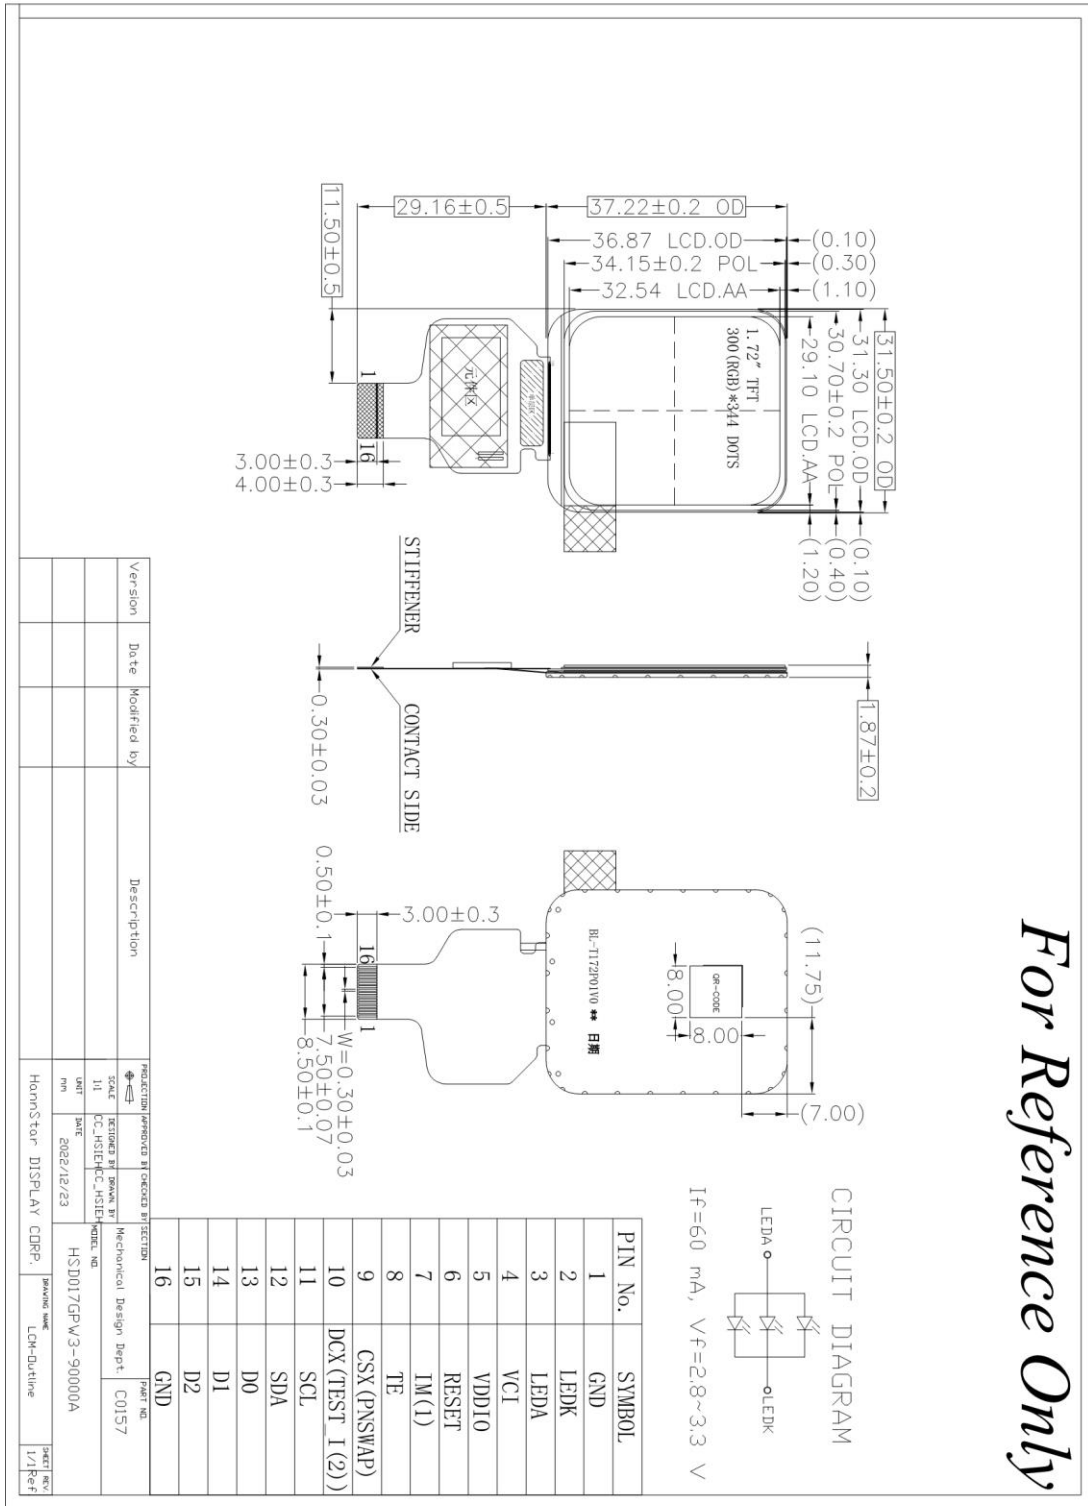 For Reference Only
37.22±0.2 OD
29.16±0.5
11.50±0.5
36.87 LCD.OD
34.15±0.2 POL
32.54 LCD.AA
(0.10)
(0.30)
(1.10)
31.50±0.2 OD
31.30 LCD.OD
30.70±0.2 POL
29.10 LCD.AA
(0.10)
(0.40)
(1.20)
1.72" TFT
300(RGB)*344 DOTS
元件区
1
16
3.00±0.3
4.00±0.3
STIFFENER
CONTACT SIDE
0.30±0.03
1.87±0.2
(11.75)
(7.00)
QR-CODE
8.00
8.00
BL-T172P01V0 ** 日期
3.00±0.3
16
1
0.50±0.1
W=0.30±0.03
7.50±0.07
8.50±0.1
CIRCUIT DIAGRAM
LEDA
LEDK
If=60 mA, Vf=2.8~3.3 V
PIN No. SYMBOL
1 GND
2 LEDK
3 LEDA
4 VCI
5 VDDIO
6 RESET
7 IM(1)
8 TE
9 CSX(PNSWAP)
10 DCX(TEST_I(2))
11 SCL
12 SDA
13 D0
14 D1
15 D2
16 GND
Version Date Modified by Description
PROJECTION APPROVED BY CHECKED BY SECTION PART NO.
Mechanical Design Dept. C0157
SCALE DESIGNED BY DRAWN BY
1:1 CC_HSIEH CC_HSIEH
MODEL NO.
HSD017GPW3-90000A
UNIT DATE
mm 2022/12/23
HannStar DISPLAY CORP.
DRAWING NAME SHEET REV.
LCM-Outline 1/1 Ref